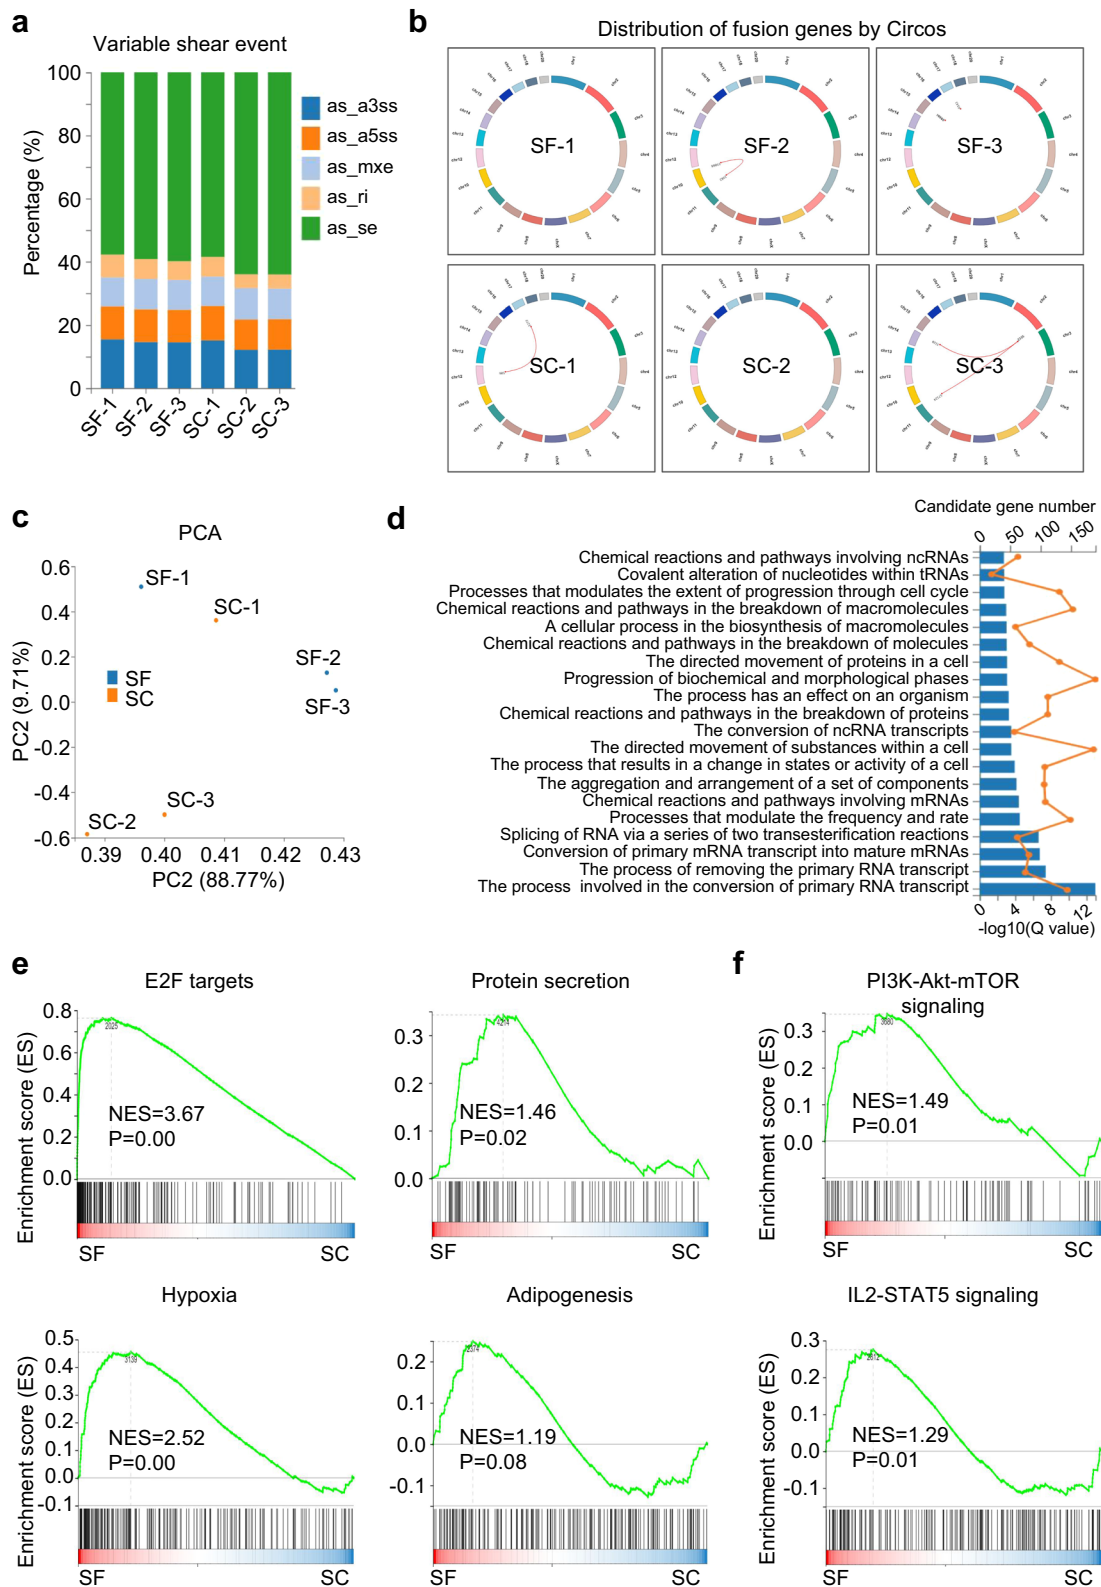 a
Variable shear event
Percentage (%)
100
80
60
40
20
0
SF-1
SF-2
SF-3
SC-1
SC-2
SC-3
as_a3ss
as_a5ss
as_mxe
as_ri
as_se
b
Distribution of fusion genes by Circos
SF-1
SF-2
SF-3
SC-1
SC-2
SC-3
c
PCA
PC2 (9.71%)
0.6
0.4
0.2
0.0
-0.2
-0.4
-0.6
SF-1
SC-1
SF-2
SF-3
SF
SC
SC-3
SC-2
0.39 0.40 0.41 0.42 0.43
PC2 (88.77%)
d
Candidate gene number
0 50 100 150
Chemical reactions and pathways involving ncRNAs
Covalent alteration of nucleotides within tRNAs
Processes that modulates the extent of progression through cell cycle
Chemical reactions and pathways in the breakdown of macromolecules
A cellular process in the biosynthesis of macromolecules
Chemical reactions and pathways in the breakdown of molecules
The directed movement of proteins in a cell
Progression of biochemical and morphological phases
The process has an effect on an organism
Chemical reactions and pathways in the breakdown of proteins
The conversion of ncRNA transcripts
The directed movement of substances within a cell
The process that results in a change in states or activity of a cell
The aggregation and arrangement of a set of components
Chemical reactions and pathways involving mRNAs
Processes that modulate the frequency and rate
Splicing of RNA via a series of two transesterification reactions
Conversion of primary mRNA transcript into mature mRNAs
The process of removing the primary RNA transcript
The process involved in the conversion of primary RNA transcript
0 4 8 12
-log10(Q value)
e
E2F targets
Enrichment score (ES)
0.8
0.6
0.4
0.2
0.0
2025
NES=3.67
P=0.00
SF SC
Protein secretion
0.3
0.2
0.1
0.0
4214
NES=1.46
P=0.02
SF SC
f
PI3K-Akt-mTOR
signaling
Enrichment score (ES)
0.3
0.2
0.1
0.0
3680
NES=1.49
P=0.01
SF SC
Hypoxia
Enrichment score (ES)
0.5
0.4
0.3
0.2
0.1
0.0
-0.1
3139
NES=2.52
P=0.00
SF SC
Adipogenesis
0.2
0.1
0.0
-0.1
2374
NES=1.19
P=0.08
SF SC
IL2-STAT5 signaling
Enrichment score (ES)
0.3
0.2
0.1
0.0
-0.1
2812
NES=1.29
P=0.01
SF SC